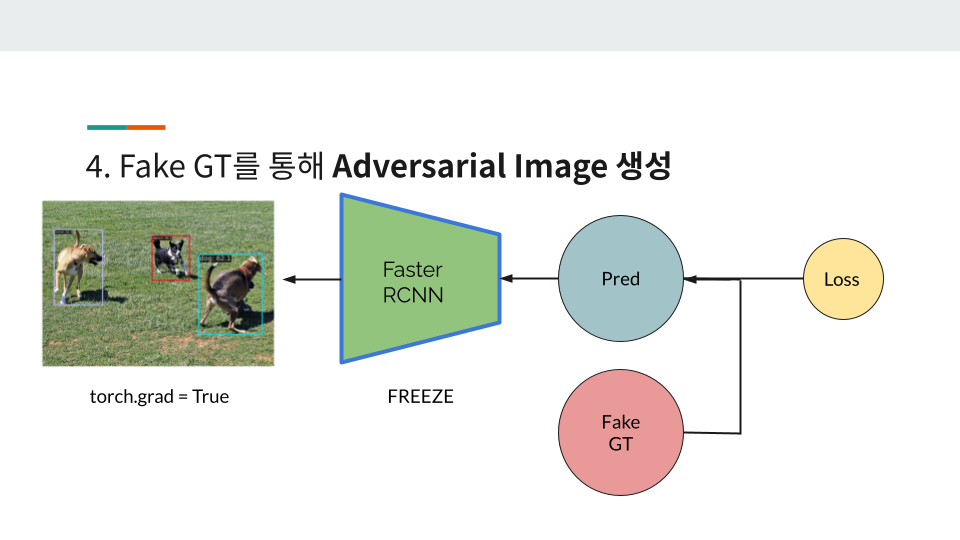 4. Fake GT를 통해 Adversarial Image 생성
Faster
RCNN
Pred
Loss
torch.grad = True
FREEZE
Fake
GT